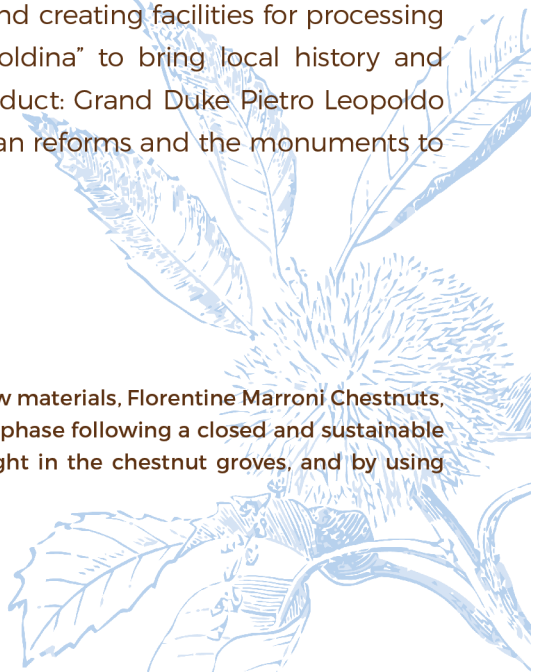 nd creating facilities for processing
oldina” to bring local history and
duct: Grand Duke Pietro Leopoldo
an reforms and the monuments to
w materials, Florentine Marroni Chestnuts,
phase following a closed and sustainable
ght in the chestnut groves, and by using